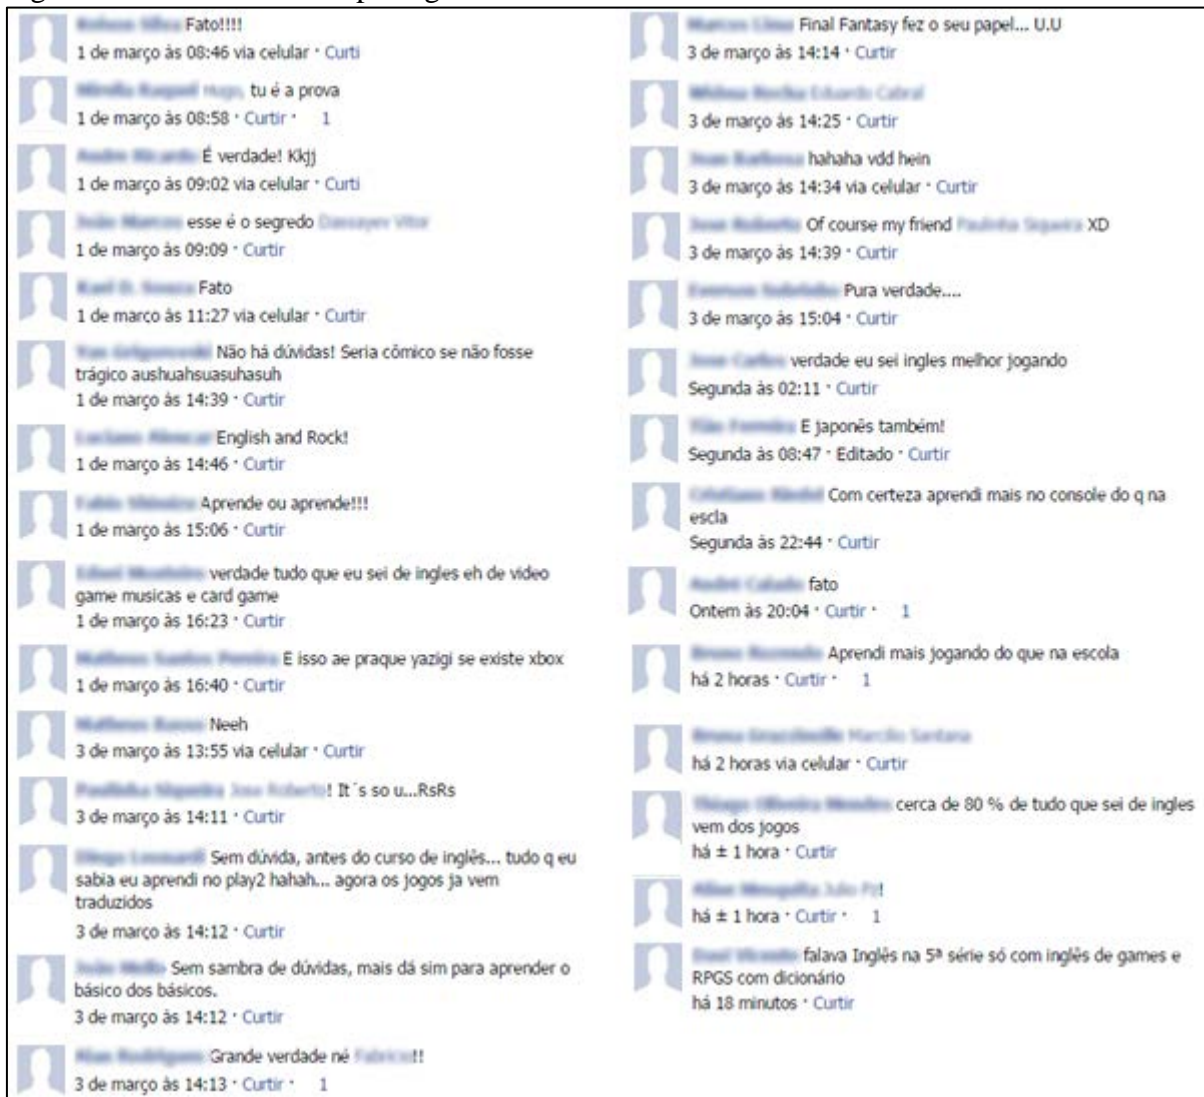 Fato!!!!
1 de março às 08:46 via celular · Curti
, tu é a prova
1 de março às 08:58 · Curtir · 1
É verdade! Kkjj
1 de março às 09:02 via celular · Curti
esse é o segredo
1 de março às 09:09 · Curtir
Fato
1 de março às 11:27 via celular · Curtir
Não há dúvidas! Seria cômico se não fosse
trágico aushuahsuasuhasuh
1 de março às 14:39 · Curtir
English and Rock!
1 de março às 14:46 · Curtir
Aprende ou aprende!!!
1 de março às 15:06 · Curtir
verdade tudo que eu sei de ingles eh de video
game musicas e card game
1 de março às 16:23 · Curtir
E isso ae praque yazigi se existe xbox
1 de março às 16:40 · Curtir
Neeh
3 de março às 13:55 via celular · Curtir
! It´s so u...RsRs
3 de março às 14:11 · Curtir
Sem dúvida, antes do curso de inglês... tudo q eu
sabia eu aprendi no play2 hahah... agora os jogos ja vem
traduzidos
3 de março às 14:12 · Curtir
Sem sambra de dúvidas, mais dá sim para aprender o
básico dos básicos.
3 de março às 14:12 · Curtir
Grande verdade né !!
3 de março às 14:13 · Curtir · 1
Final Fantasy fez o seu papel... U.U
3 de março às 14:14 · Curtir
3 de março às 14:25 · Curtir
hahaha vdd hein
3 de março às 14:34 via celular · Curtir
Of course my friend XD
3 de março às 14:39 · Curtir
Pura verdade....
3 de março às 15:04 · Curtir
verdade eu sei ingles melhor jogando
Segunda às 02:11 · Curtir
E japonês também!
Segunda às 08:47 · Editado · Curtir
Com certeza aprendi mais no console do q na
escla
Segunda às 22:44 · Curtir
fato
Ontem às 20:04 · Curtir · 1
Aprendi mais jogando do que na escola
há 2 horas · Curtir · 1
há 2 horas via celular · Curtir
cerca de 80 % de tudo que sei de ingles
vem dos jogos
há ± 1 hora · Curtir
!
há ± 1 hora · Curtir · 1
falava Inglês na 5ª série só com inglês de games e
RPGS com dicionário
há 18 minutos · Curtir